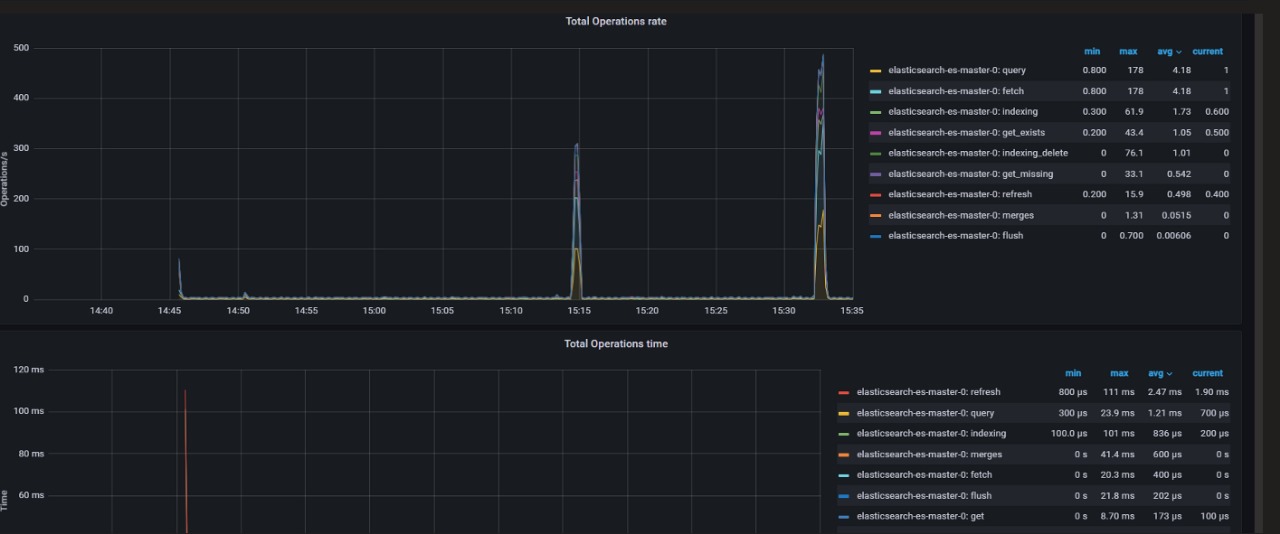 Total Operations rate
500
400
300
200
100
0
Operations/s
14:40 14:45 14:50 14:55 15:00 15:05 15:10 15:15 15:20 15:25 15:30 15:35
min max avg current
elasticsearch-es-master-0: query 0.800 178 4.18 1
elasticsearch-es-master-0: fetch 0.800 178 4.18 1
elasticsearch-es-master-0: indexing 0.300 61.9 1.73 0.600
elasticsearch-es-master-0: get_exists 0.200 43.4 1.05 0.500
elasticsearch-es-master-0: indexing_delete 0 76.1 1.01 0
elasticsearch-es-master-0: get_missing 0 33.1 0.542 0
elasticsearch-es-master-0: refresh 0.200 15.9 0.498 0.400
elasticsearch-es-master-0: merges 0 1.31 0.0515 0
elasticsearch-es-master-0: flush 0 0.700 0.00606 0
Total Operations time
120 ms
100 ms
80 ms
60 ms
Time
min max avg current
elasticsearch-es-master-0: refresh 800 µs 111 ms 2.47 ms 1.90 ms
elasticsearch-es-master-0: query 300 µs 23.9 ms 1.21 ms 700 µs
elasticsearch-es-master-0: indexing 100.0 µs 101 ms 836 µs 200 µs
elasticsearch-es-master-0: merges 0 s 41.4 ms 600 µs 0 s
elasticsearch-es-master-0: fetch 0 s 20.3 ms 400 µs 0 s
elasticsearch-es-master-0: flush 0 s 21.8 ms 202 µs 0 s
elasticsearch-es-master-0: get 0 s 8.70 ms 173 µs 100 µs